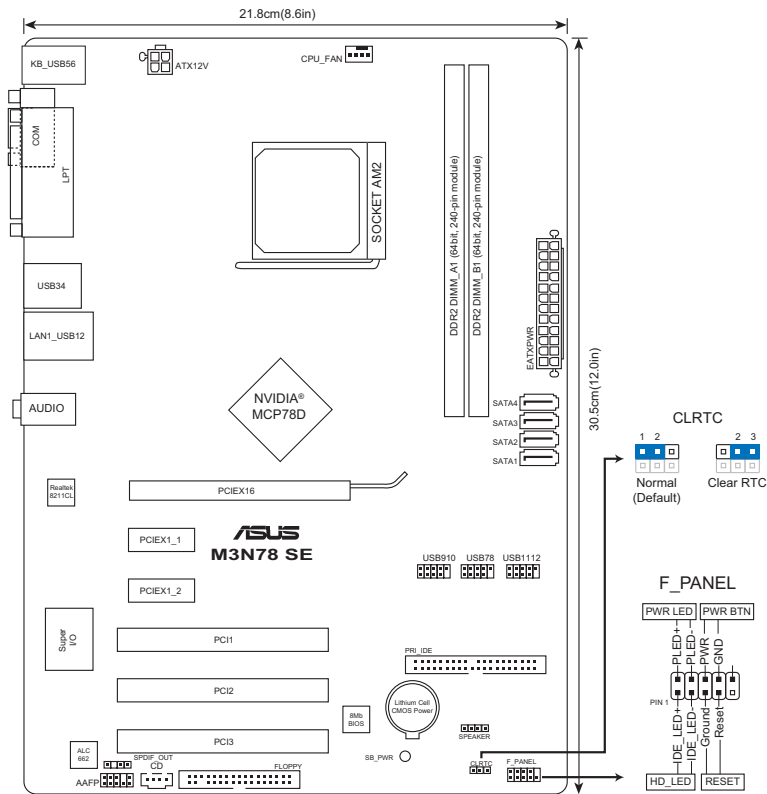 21.8cm(8.6in)
KB_USB56
ATX12V
CPU_FAN
COM
LPT
SOCKET AM2
DDR2 DIMM_A1 (64bit, 240-pin module)
DDR2 DIMM_B1 (64bit, 240-pin module)
EATXPWR
30.5cm(12.0in)
USB34
LAN1_USB12
AUDIO
NVIDIA®
MCP78D
SATA4
SATA3
SATA2
SATA1
CLRTC
1 2
2 3
Normal
(Default)
Clear RTC
Realtek
8211CL
PCIEX16
PCIEX1_1
ASUS
M3N78 SE
USB910
USB78
USB1112
PCIEX1_2
F_PANEL
PWR LED
PWR BTN
PLED+
PLED-
PWR
GND
PIN 1
IDE_LED+
IDE_LED-
Ground
Reset
HD_LED
RESET
Super
I/O
PCI1
PRI_IDE
PCI2
Lithium Cell
CMOS Power
8Mb
BIOS
SPEAKER
PCI3
ALC
662
SPDIF_OUT
CD
FLOPPY
SB_PWR
CLRTC
F_PANEL
AAFP